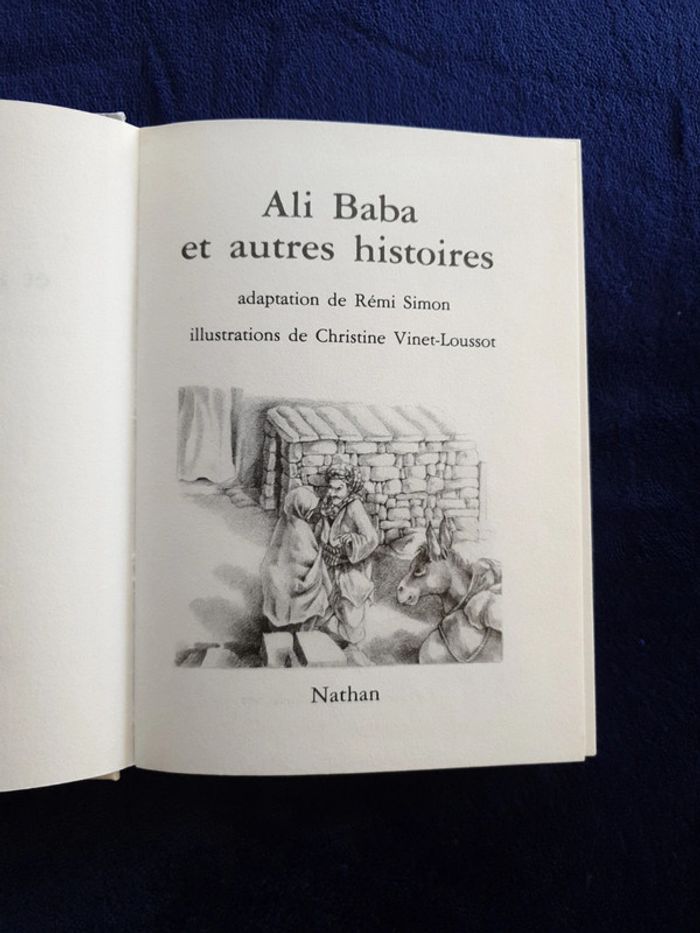 Ali Baba
et autres histoires
adaptation de Rémi Simon
illustrations de Christine Vinet-Loussot
Nathan